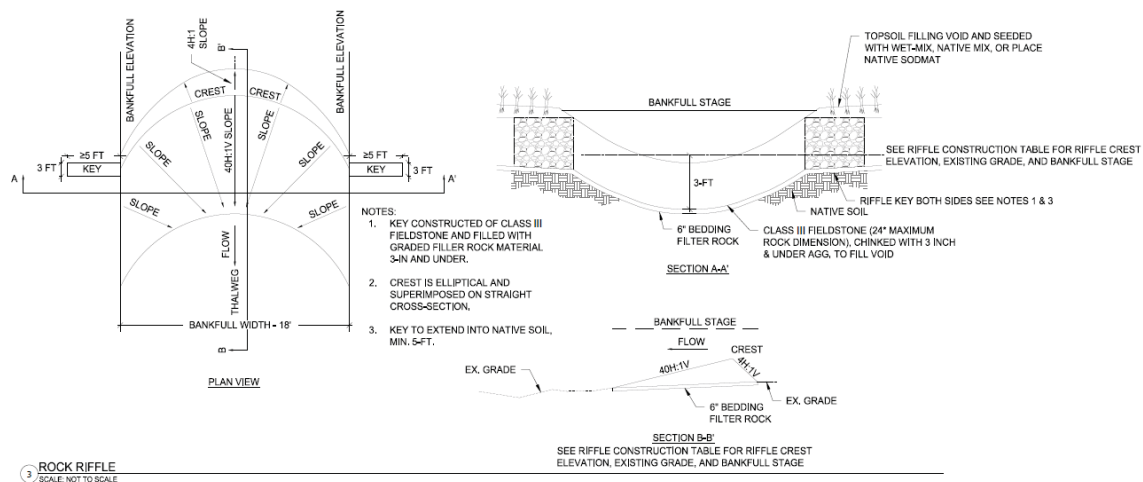 BANKFULL ELEVATION
4H:1
SLOPE
B'
BANKFULL ELEVATION
CREST
CREST
SLOPE
40H:1V SLOPE
SLOPE
≥5 FT
3 FT
KEY
SLOPE
SLOPE
≥5 FT
KEY
3 FT
A
A'
SLOPE
SLOPE
FLOW
THALWEG
BANKFULL WIDTH - 18'
B
PLAN VIEW
NOTES:
1. KEY CONSTRUCTED OF CLASS III
FIELDSTONE AND FILLED WITH
GRADED FILLER ROCK MATERIAL
3-IN AND UNDER.
2. CREST IS ELLIPTICAL AND
SUPERIMPOSED ON STRAIGHT
CROSS-SECTION.
3. KEY TO EXTEND INTO NATIVE SOIL,
MIN. 5-FT.
TOPSOIL FILLING VOID AND SEEDED
WITH WET-MIX, NATIVE MIX, OR PLACE
NATIVE SODMAT
BANKFULL STAGE
SEE RIFFLE CONSTRUCTION TABLE FOR RIFFLE CREST
ELEVATION, EXISTING GRADE, AND BANKFULL STAGE
3-FT
RIFFLE KEY BOTH SIDES SEE NOTES 1 & 3
NATIVE SOIL
6" BEDDING
FILTER ROCK
CLASS III FIELDSTONE (24" MAXIMUM
ROCK DIMENSION), CHINKED WITH 3 INCH
& UNDER AGG, TO FILL VOID
SECTION A-A'
BANKFULL STAGE
FLOW
CREST
40H:1V
4H:1V
EX. GRADE
EX. GRADE
6" BEDDING
FILTER ROCK
SECTION B-B'
SEE RIFFLE CONSTRUCTION TABLE FOR RIFFLE CREST
ELEVATION, EXISTING GRADE, AND BANKFULL STAGE
3 ROCK RIFFLE
SCALE: NOT TO SCALE